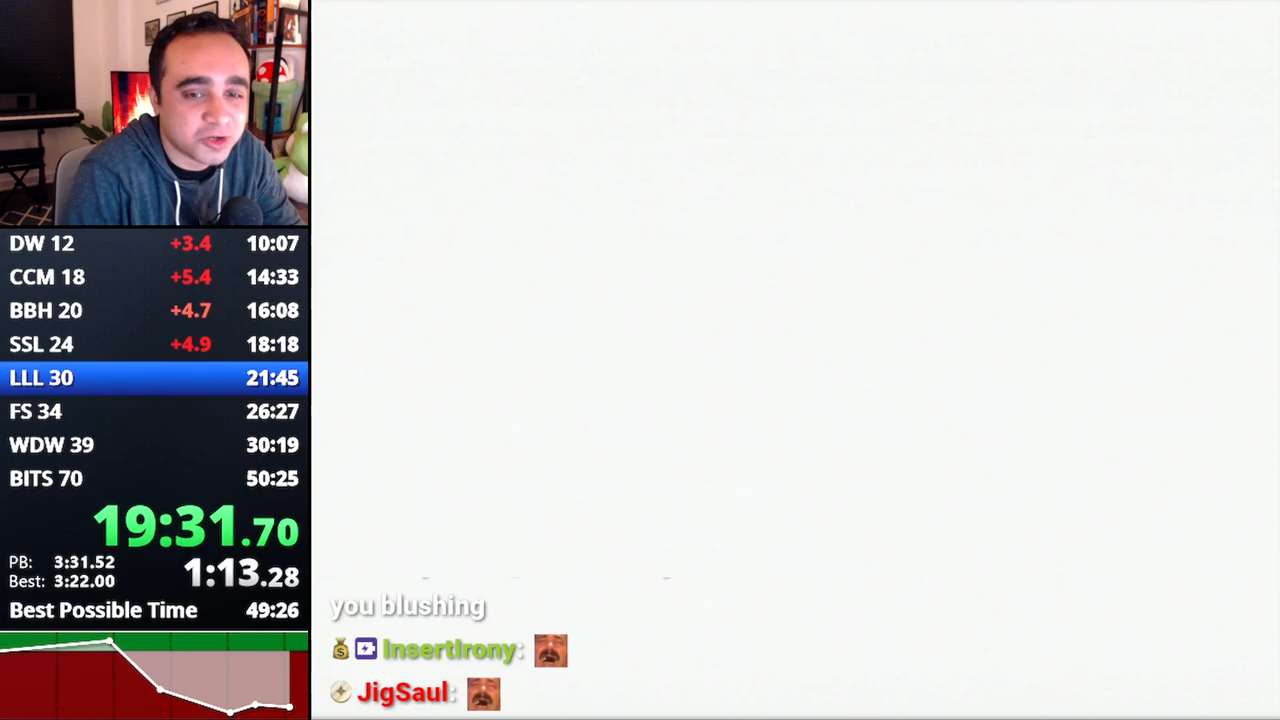 DW 12 +3.4 10:07
CCM 18 +5.4 14:33
BBH 20 +4.7 16:08
SSL 24 +4.9 18:18
LLL 30 21:45
FS 34 26:27
WDW 39 30:19
BITS 70 50:25
19:31.70
PB: 3:31.52
Best: 3:22.00
1:13.28
Best Possible Time 49:26
you blushing
InsertIrony:
JigSaul: